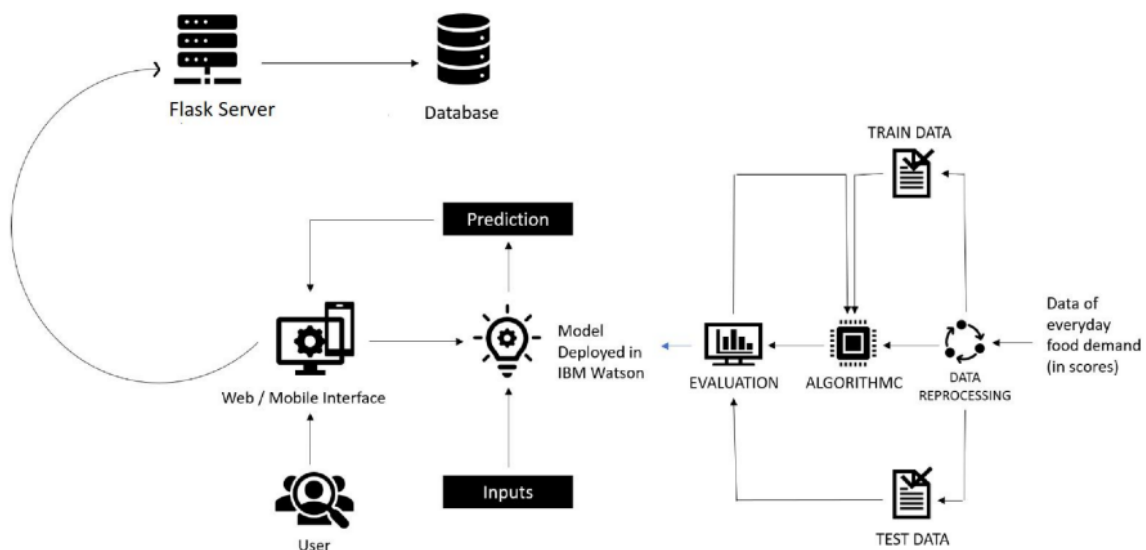 Flask Server
Database
TRAIN DATA
Prediction
Data of
everyday
food demand
(in scores)
Model
Deployed in
IBM Watson
EVALUATION
ALGORITHMC
DATA
REPROCESSING
Web / Mobile Interface
Inputs
User
TEST DATA